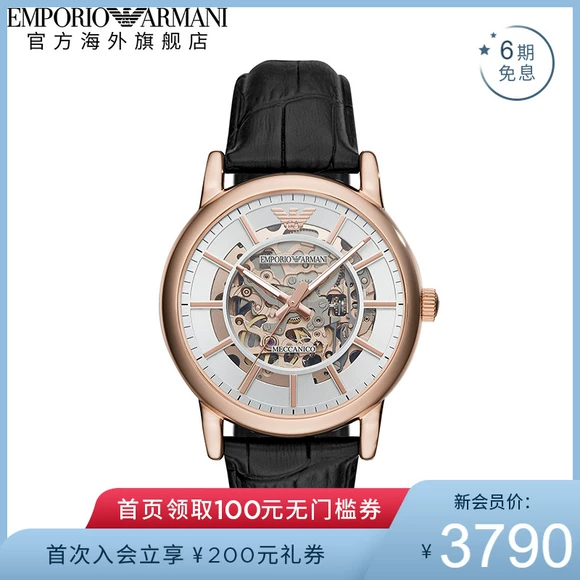 EMPORIO ARMANI
官方海外旗舰店
6期
免息
EMPORIO ARMANI
MECCANICO
首页领取100元无门槛券
首次入会立享￥200元礼券
新会员价:
￥3790